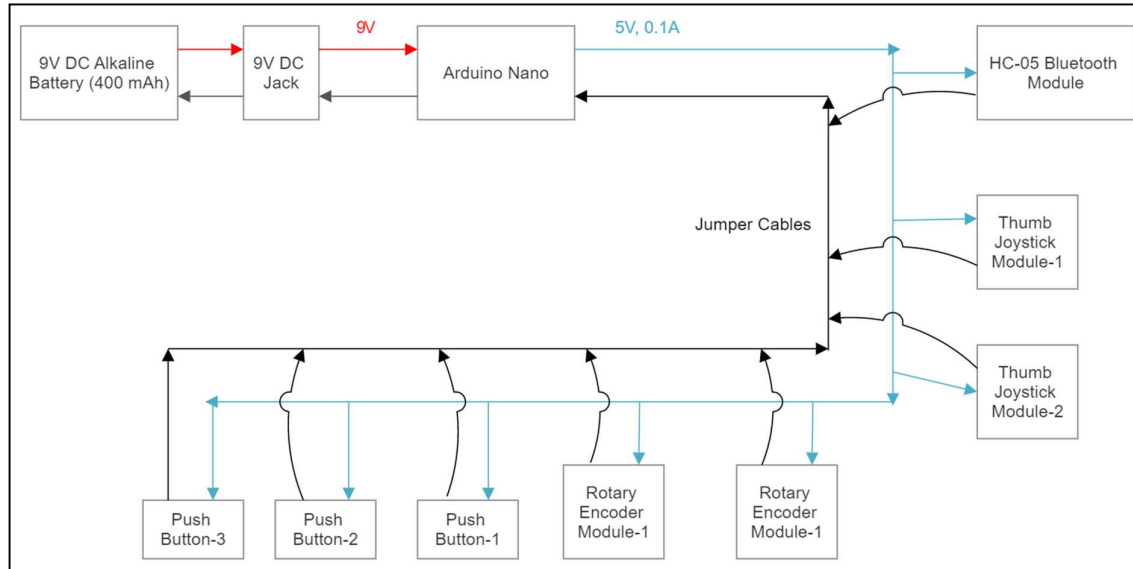 9V
5V, 0.1A
9V DC Alkaline
Battery (400 mAh)
9V DC
Jack
Arduino Nano
HC-05 Bluetooth
Module
Jumper Cables
Thumb
Joystick
Module-1
Thumb
Joystick
Module-2
Push
Button-3
Push
Button-2
Push
Button-1
Rotary
Encoder
Module-1
Rotary
Encoder
Module-1